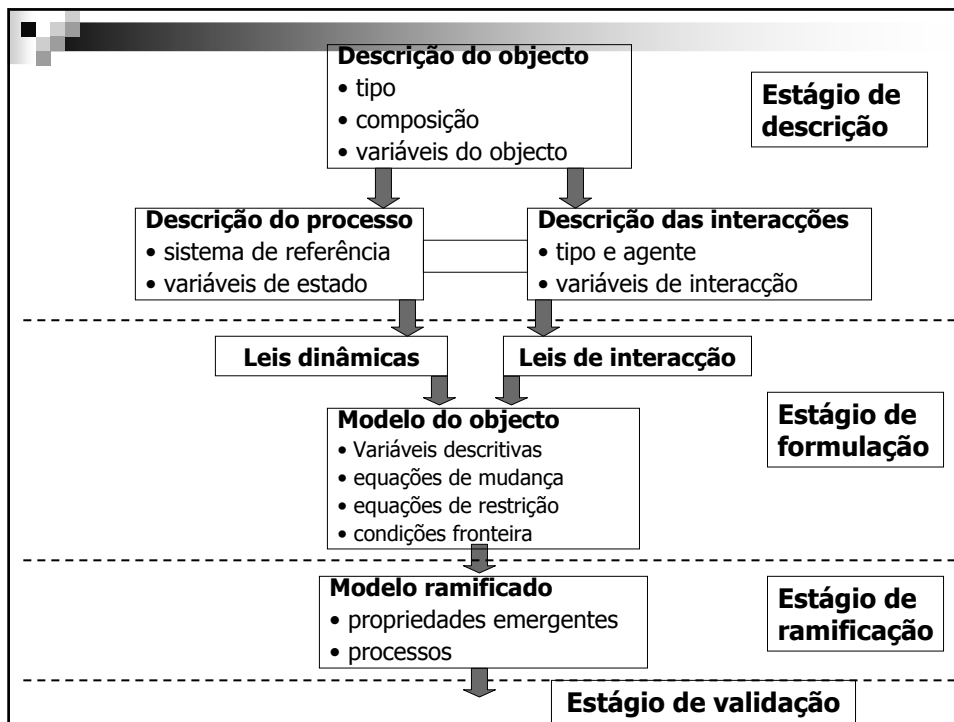 Descrição do objecto
• tipo
• composição
• variáveis do objecto
Estágio de
descrição
Descrição do processo
• sistema de referência
• variáveis de estado
Descrição das interacções
• tipo e agente
• variáveis de interacção
Leis dinâmicas
Leis de interacção
Modelo do objecto
• Variáveis descritivas
• equações de mudança
• equações de restrição
• condições fronteira
Estágio de
formulação
Modelo ramificado
• propriedades emergentes
• processos
Estágio de
ramificação
Estágio de validação